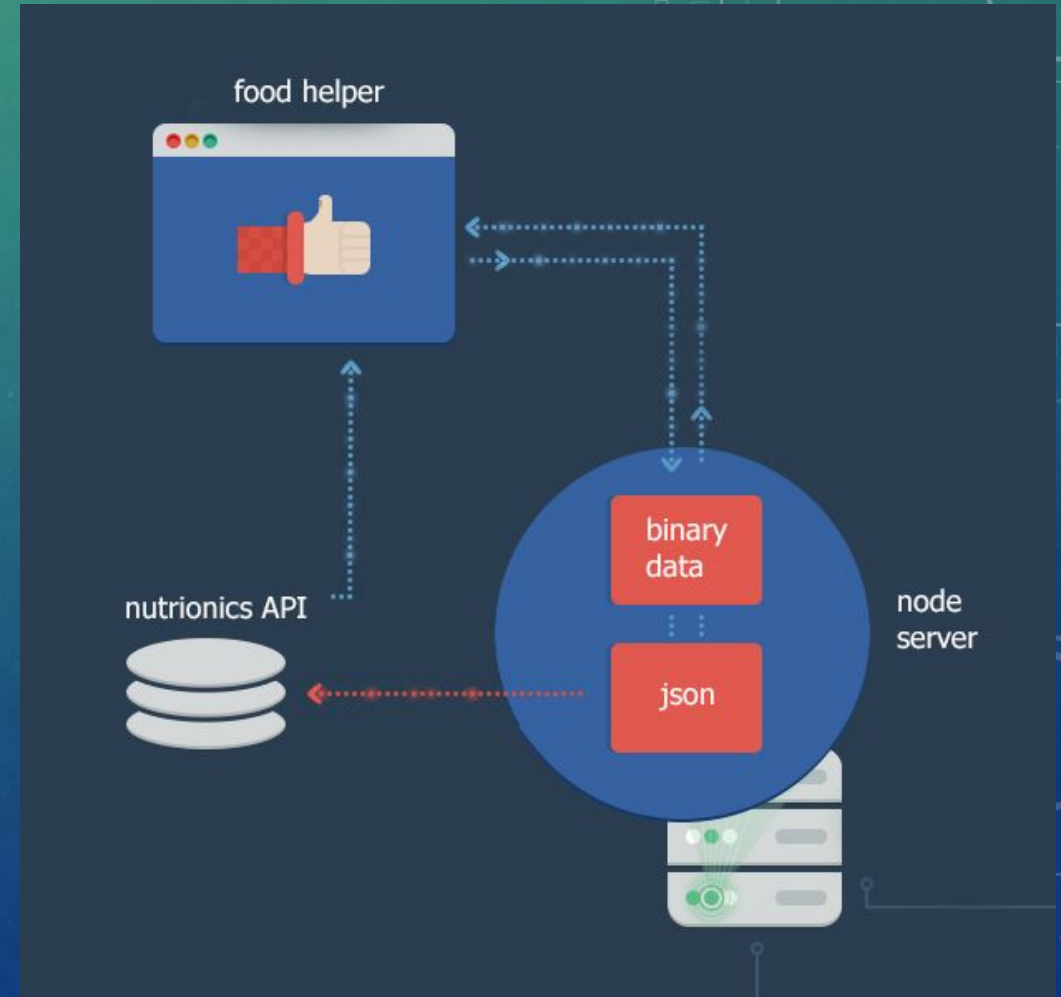 food helper
binary
data
nutrionics API
node
server
json